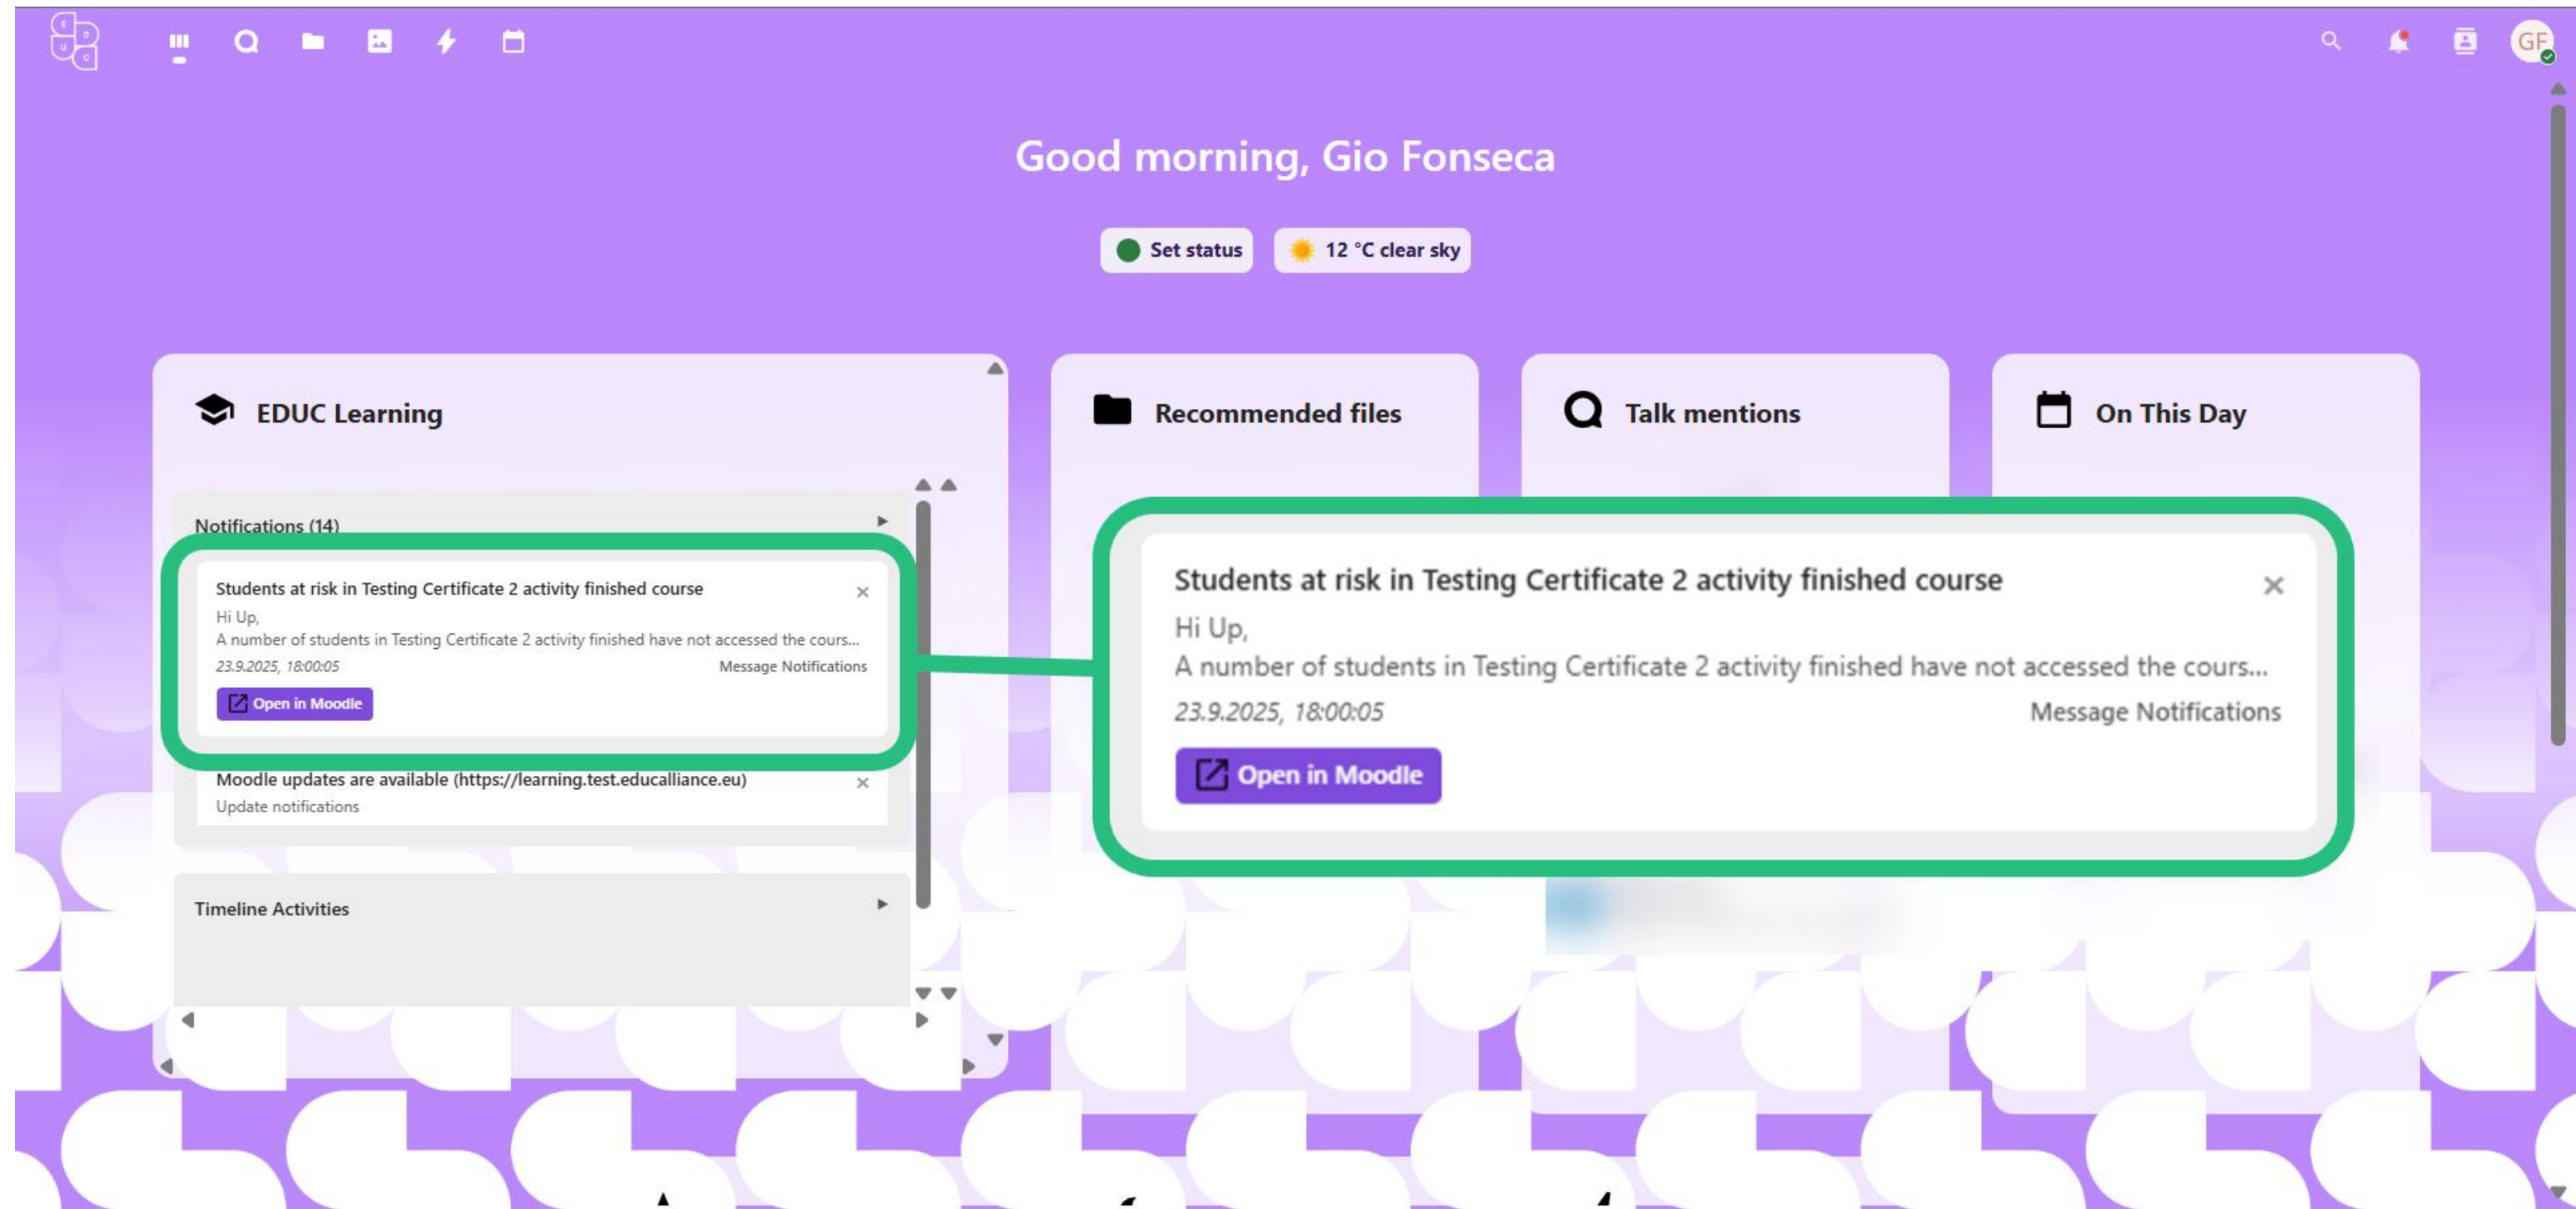 E
D
U
C
GF
Good morning, Gio Fonseca
Set status
12 °C clear sky
EDUC Learning
Notifications (14)
Students at risk in Testing Certificate 2 activity finished course
Hi Up,
A number of students in Testing Certificate 2 activity finished have not accessed the cours...
23.9.2025, 18:00:05
Message Notifications
Open in Moodle
Moodle updates are available (https://learning.test.educalliance.eu)
Update notifications
Timeline Activities
Recommended files
Talk mentions
On This Day
Students at risk in Testing Certificate 2 activity finished course
Hi Up,
A number of students in Testing Certificate 2 activity finished have not accessed the cours...
23.9.2025, 18:00:05
Message Notifications
Open in Moodle